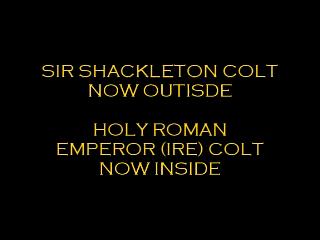 SIR SHACKLETON COLT
NOW OUTISDE
HOLY ROMAN
EMPEROR (IRE) COLT
NOW INSIDE